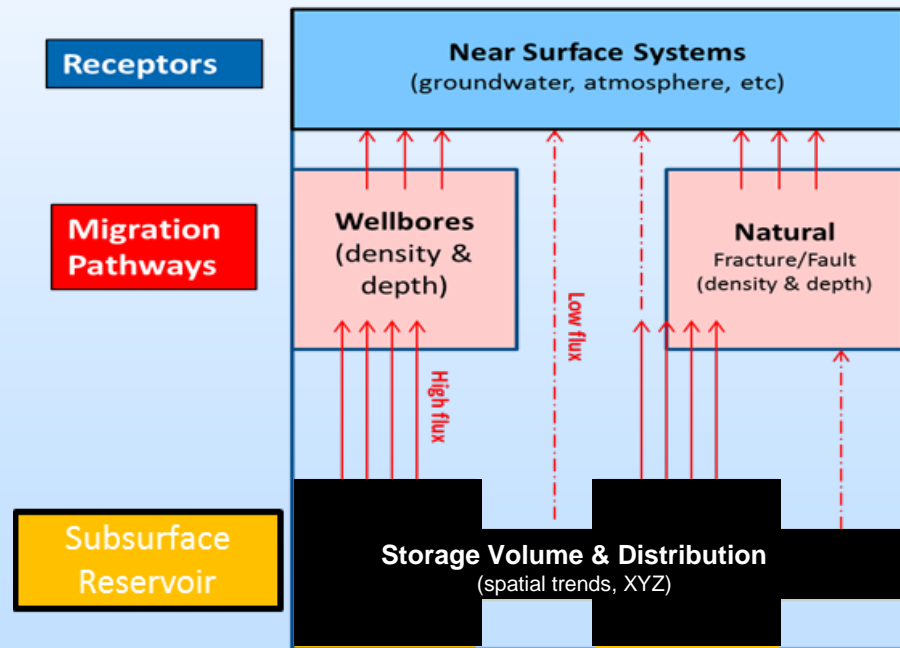 Receptors
Near Surface Systems
(groundwater, atmosphere, etc)
Migration
Pathways
Wellbores
(density &
depth)
Natural
Fracture/Fault
(density & depth)
Low flux
High flux
Subsurface
Reservoir
Storage Volume & Distribution
(spatial trends, XYZ)